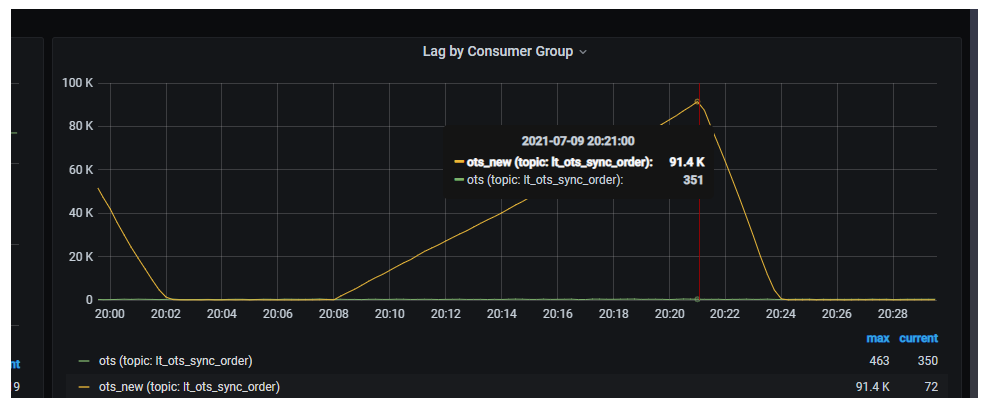 Lag by Consumer Group
100 K
80 K
60 K
40 K
20 K
0
2021-07-09 20:21:00
ots_new (topic: lt_ots_sync_order): 91.4 K
ots (topic: lt_ots_sync_order): 351
20:00 20:02 20:04 20:06 20:08 20:10 20:12 20:14 20:16 20:18 20:20 20:22 20:24 20:26 20:28
max current
nt
ots (topic: lt_ots_sync_order) 463 350
9
ots_new (topic: lt_ots_sync_order) 91.4 K 72